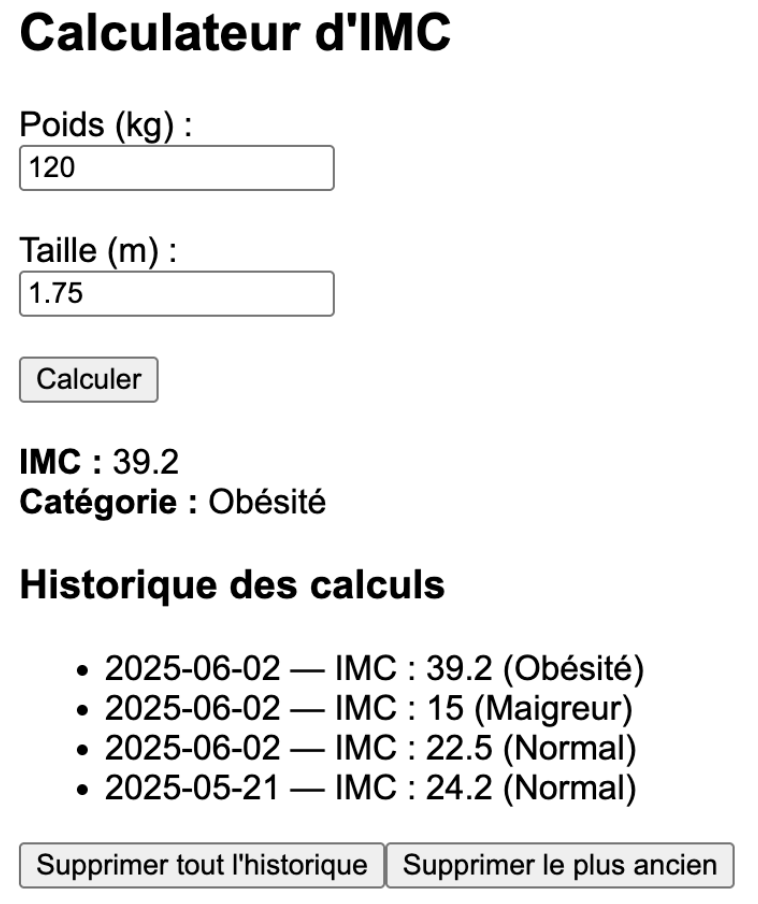 Calculateur d'IMC
Poids (kg) :
120
Taille (m) :
1.75
Calculer
IMC : 39.2
Catégorie : Obésité
Historique des calculs
• 2025-06-02 — IMC : 39.2 (Obésité)
• 2025-06-02 — IMC : 15 (Maigreur)
• 2025-06-02 — IMC : 22.5 (Normal)
• 2025-05-21 — IMC : 24.2 (Normal)
Supprimer tout l'historique Supprimer le plus ancien